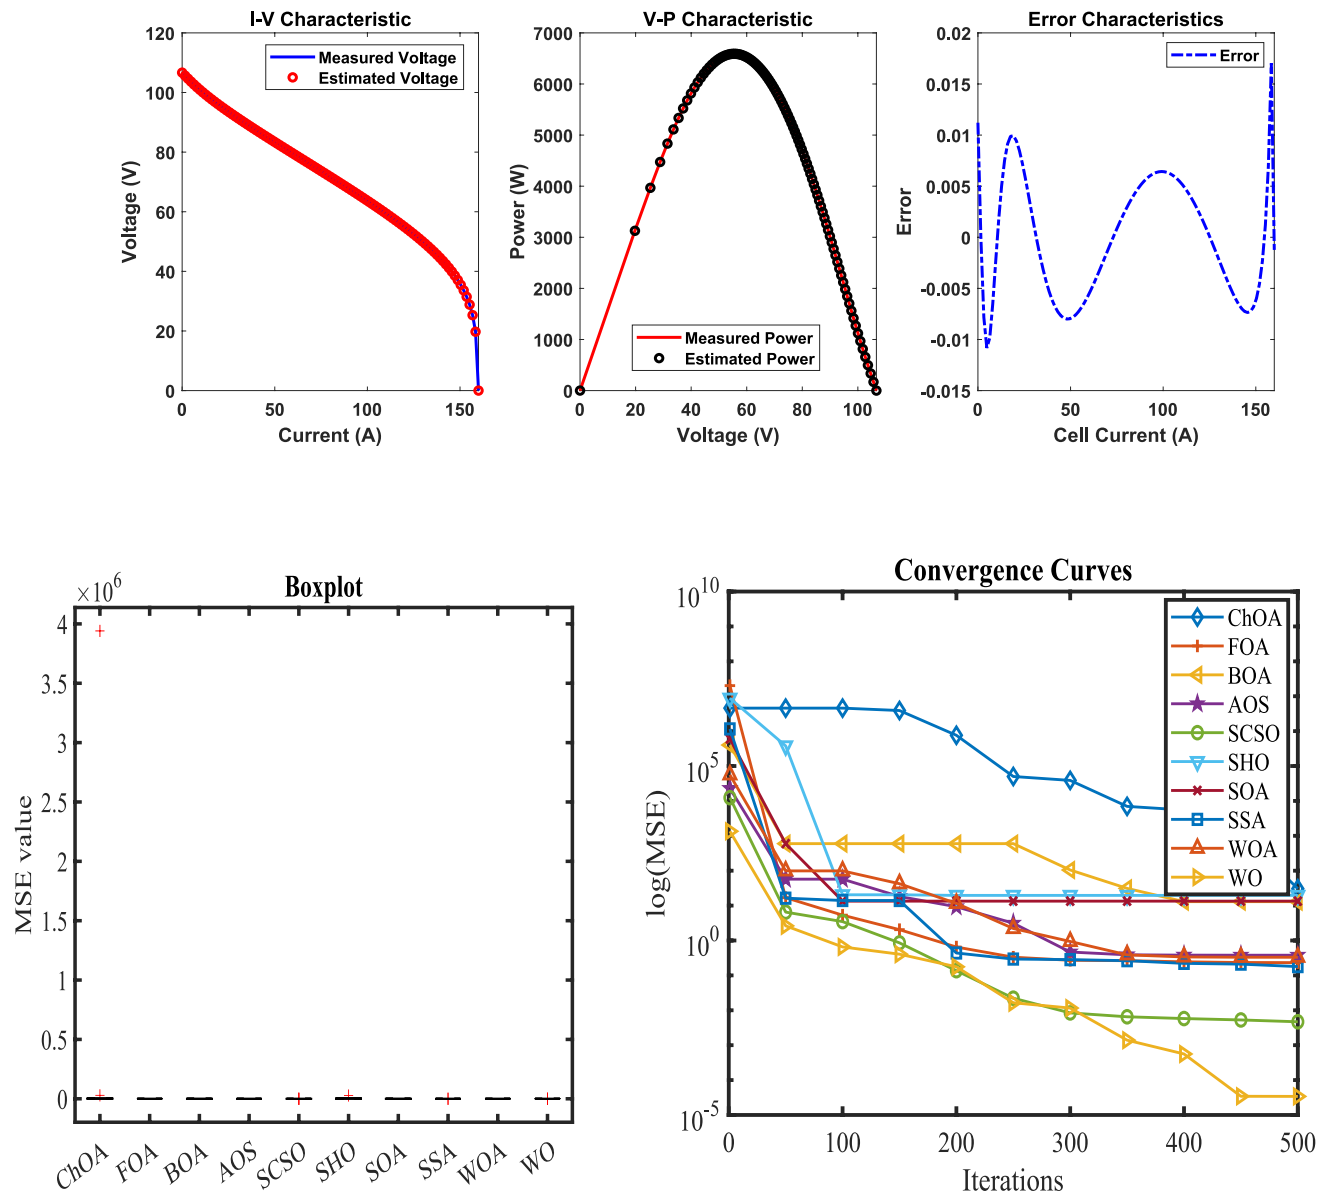 I-V Characteristic
120
100
80
60
40
20
0
Voltage (V)
Measured Voltage
Estimated Voltage
0 50 100 150
Current (A)
V-P Characteristic
7000
6000
5000
4000
3000
2000
1000
0
Power (W)
Measured Power
Estimated Power
0 20 40 60 80 100
Voltage (V)
Error Characteristics
0.02
0.015
0.01
0.005
0
-0.005
-0.01
-0.015
Error
Error
0 50 100 150
Cell Current (A)
Boxplot
×10^6
4
3.5
3
2.5
2
1.5
1
0.5
0
MSE value
ChOA FOA BOA AOS SCSO SHO SOA SSA WOA WO
Convergence Curves
10^10
10^5
10^0
10^-5
log(MSE)
ChOA
FOA
BOA
AOS
SCSO
SHO
SOA
SSA
WOA
WO
0 100 200 300 400 500
Iterations